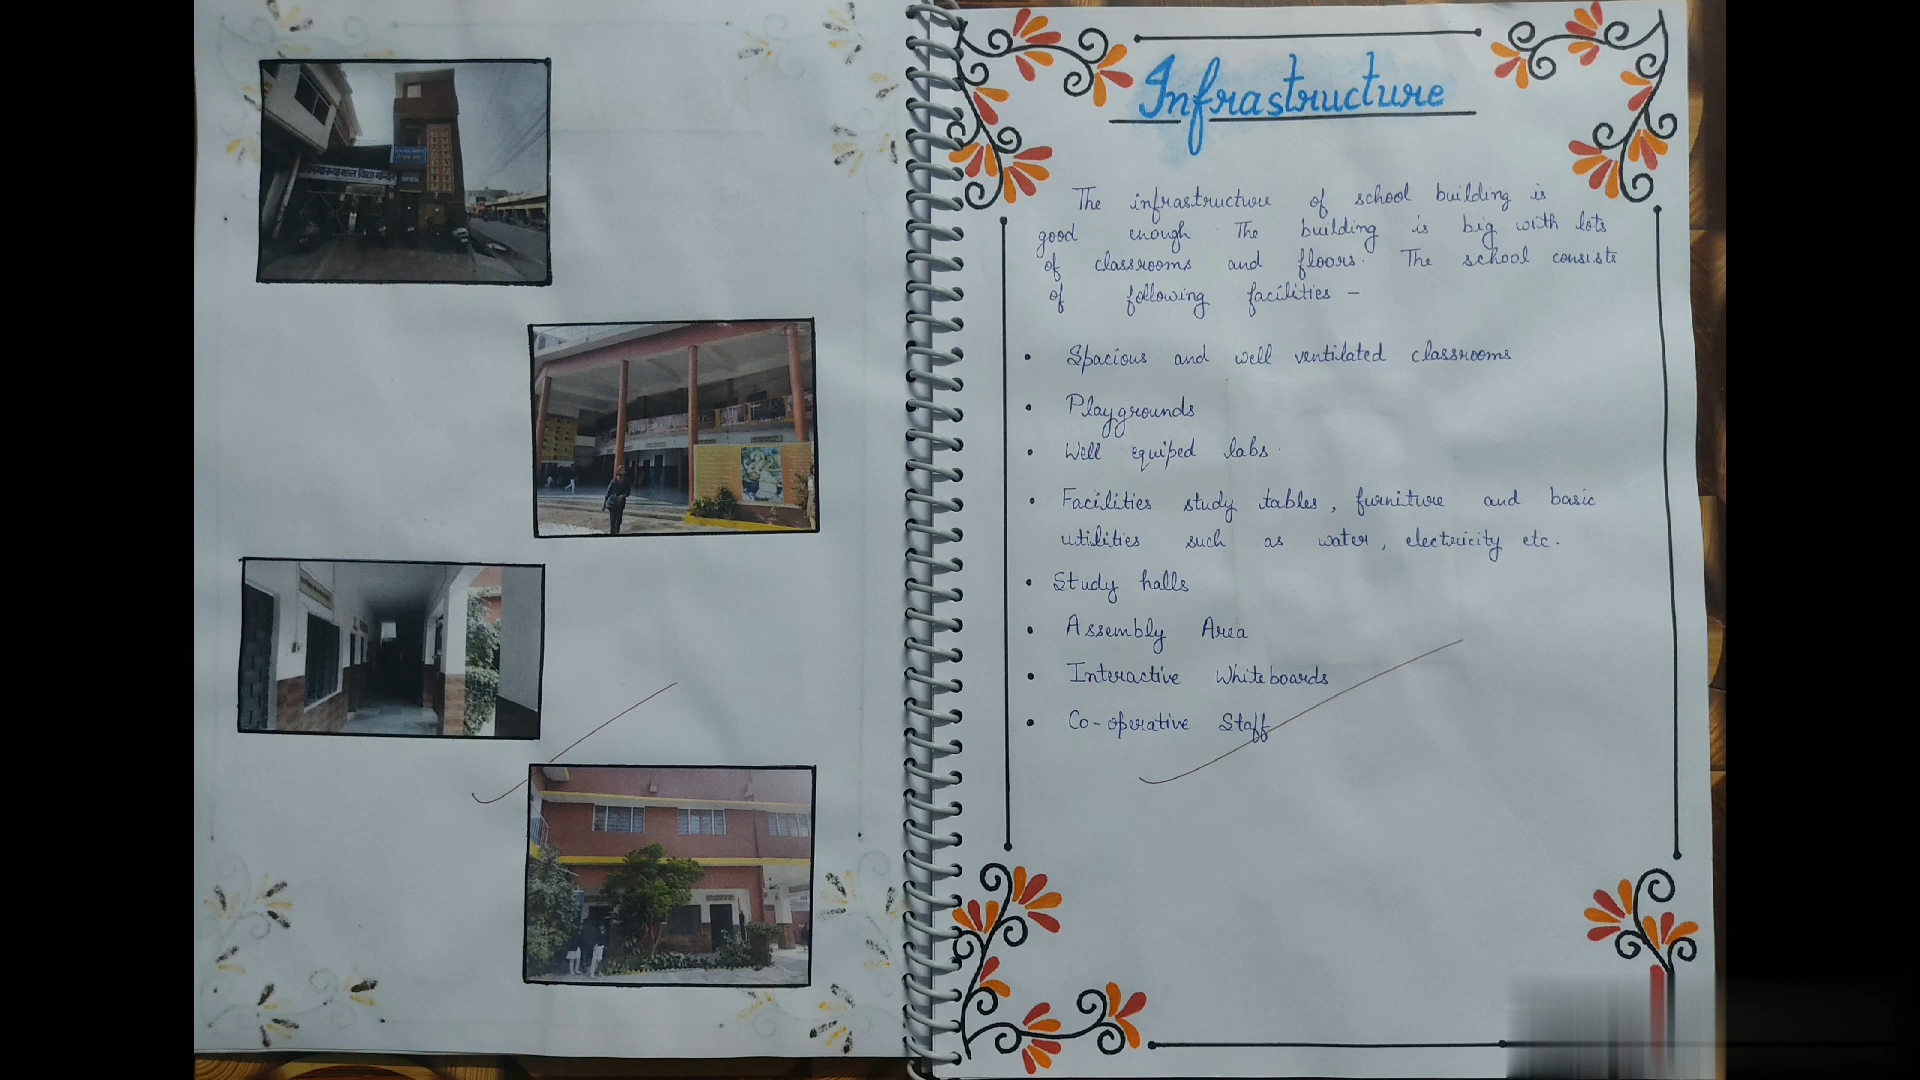 बाल विद्या मन्दिर
Infrastructure
The infrastructure of school building is
good enough. The building is big with lots
of classrooms and floors. The school consists
of following facilities -
• Spacious and well ventilated classrooms
• Playgrounds
• Well equiped labs.
• Facilities study tables, furniture and basic
utilities such as water, electricity etc.
• Study halls
• Assembly Area
• Interactive Whiteboards
• Co-operative Staff